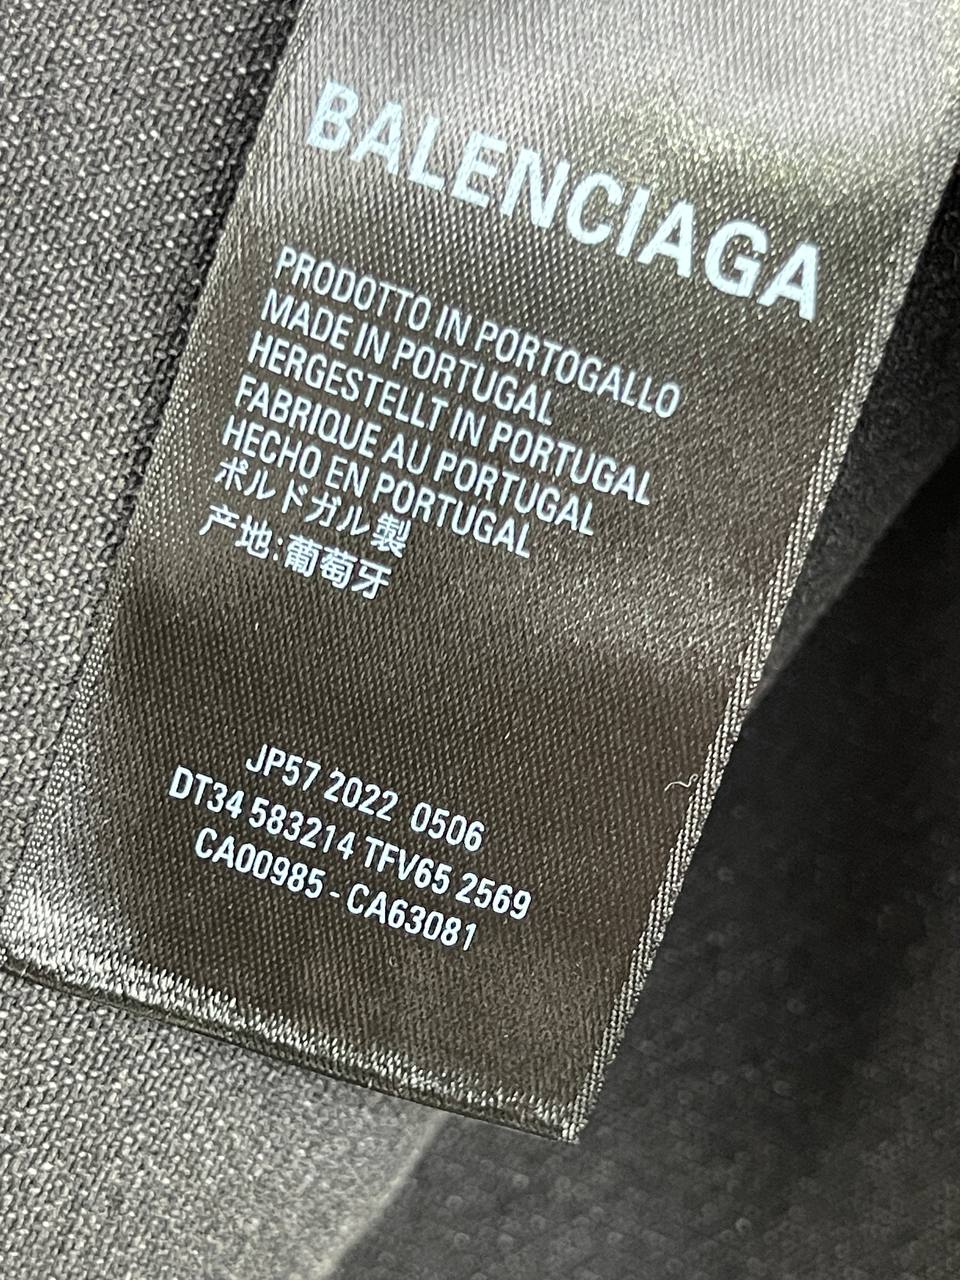 BALENCIAGA
PRODOTTO IN PORTOGALLO
MADE IN PORTUGAL
HERGESTELLT IN PORTUGAL
FABRIQUE AU PORTUGAL
HECHO EN PORTUGAL
ポルドガル製
产地:葡萄牙
JP57 2022 0506
DT34 583214 TFV65 2569
CA00985 - CA63081